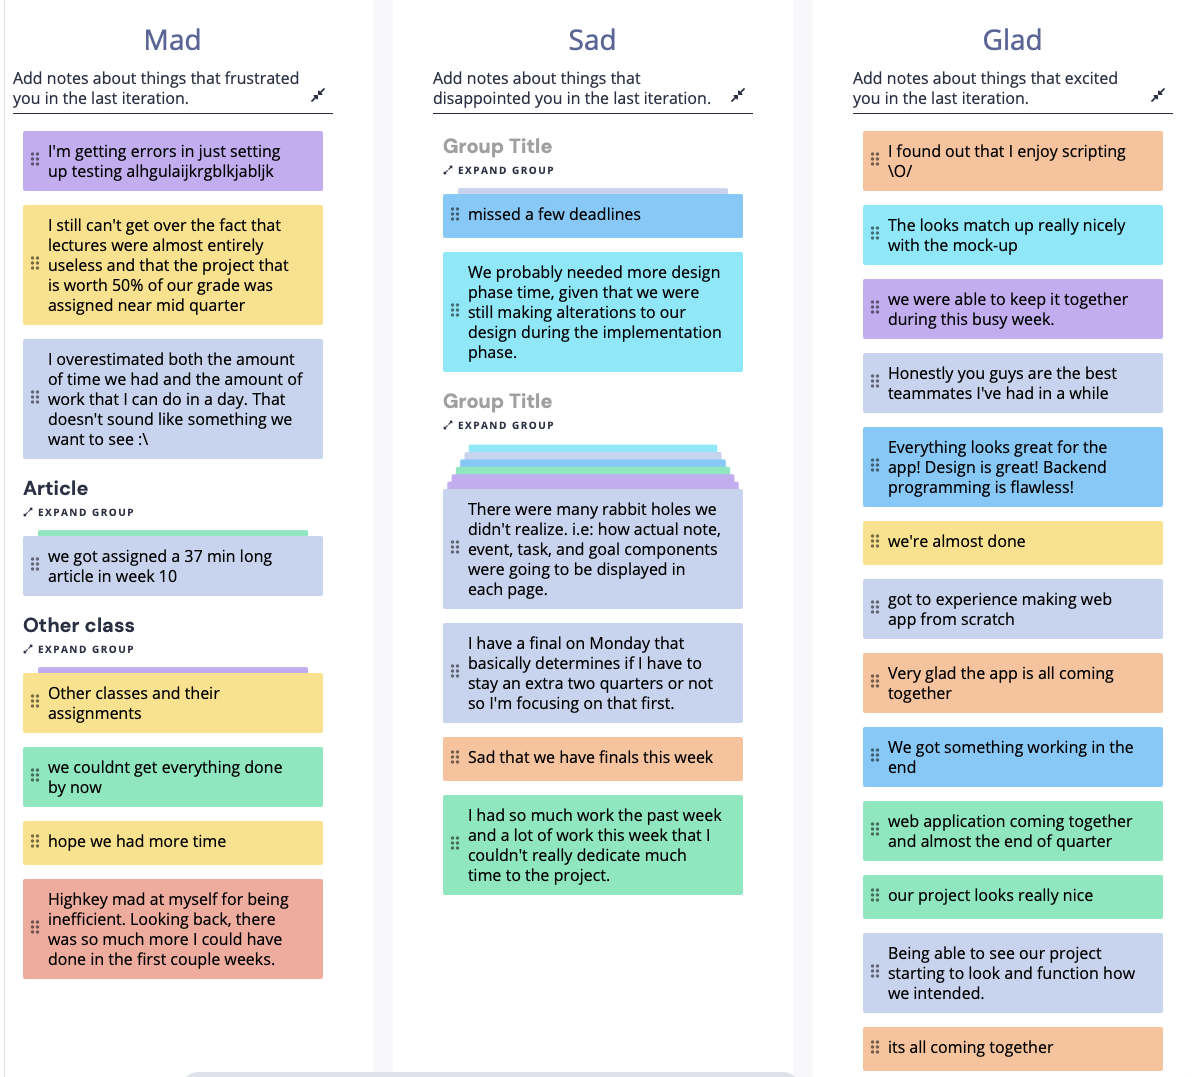 Mad
Add notes about things that frustrated
you in the last iteration.
I'm getting errors in just setting
up testing alhgulaijkrgblkjabljk
I still can't get over the fact that
lectures were almost entirely
useless and that the project that
is worth 50% of our grade was
assigned near mid quarter
I overestimated both the amount
of time we had and the amount of
work that I can do in a day. That
doesn't sound like something we
want to see :\
Article
EXPAND GROUP
we got assigned a 37 min long
article in week 10
Other class
EXPAND GROUP
Other classes and their
assignments
we couldnt get everything done
by now
hope we had more time
Highkey mad at myself for being
inefficient. Looking back, there
was so much more I could have
done in the first couple weeks.
Sad
Add notes about things that
disappointed you in the last iteration.
Group Title
EXPAND GROUP
missed a few deadlines
We probably needed more design
phase time, given that we were
still making alterations to our
design during the implementation
phase.
Group Title
EXPAND GROUP
There were many rabbit holes we
didn't realize. i.e: how actual note,
event, task, and goal components
were going to be displayed in
each page.
I have a final on Monday that
basically determines if I have to
stay an extra two quarters or not
so I'm focusing on that first.
Sad that we have finals this week
I had so much work the past week
and a lot of work this week that I
couldn't really dedicate much
time to the project.
Glad
Add notes about things that excited
you in the last iteration.
I found out that I enjoy scripting
\O/
The looks match up really nicely
with the mock-up
we were able to keep it together
during this busy week.
Honestly you guys are the best
teammates I've had in a while
Everything looks great for the
app! Design is great! Backend
programming is flawless!
we're almost done
got to experience making web
app from scratch
Very glad the app is all coming
together
We got something working in the
end
web application coming together
and almost the end of quarter
our project looks really nice
Being able to see our project
starting to look and function how
we intended.
its all coming together